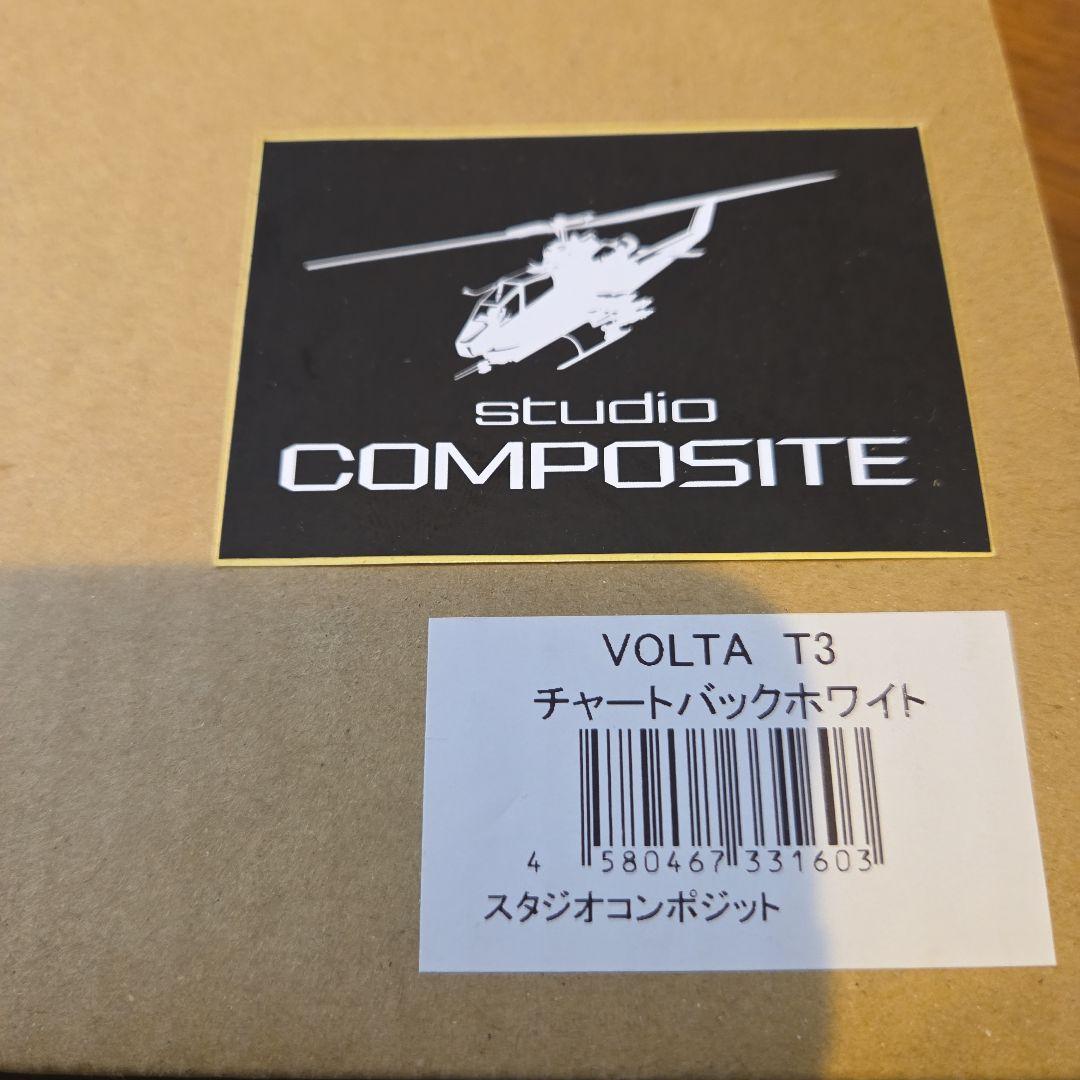 studio
COMPOSITE
VOLTA T3
チャートバックホワイト
4 580467 331603
スタジオコンポジット